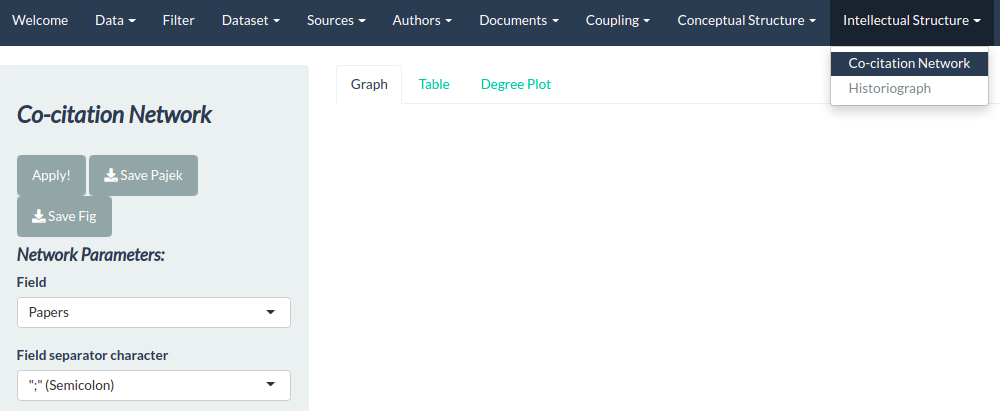 Welcome Data Filter Dataset Sources Authors Documents Coupling Conceptual Structure Intellectual Structure
Co-citation Network
Historiograph
Graph Table Degree Plot
Co-citation Network
Apply! Save Pajek
Save Fig
Network Parameters:
Field
Papers
Field separator character
";" (Semicolon)